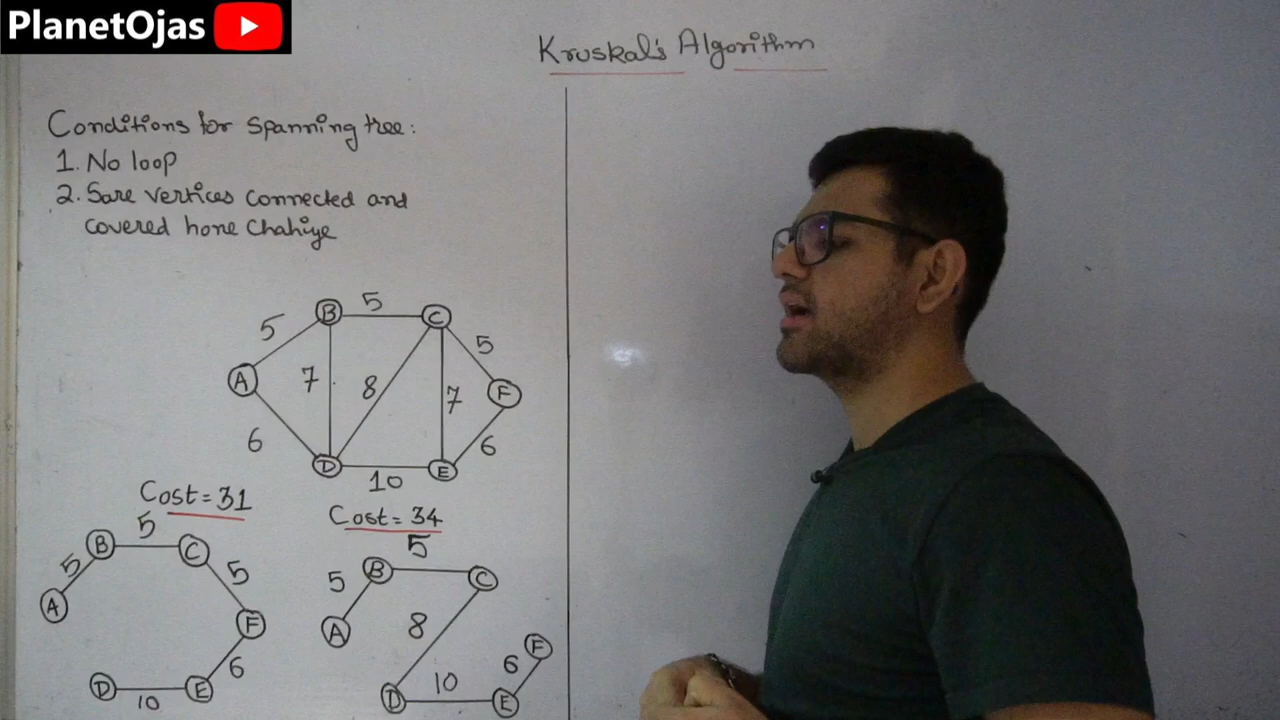 PlanetOjas
Kruskal's Algorithm
Conditions for spanning tree:
1. No loop
2. Sare vertices connected and
covered hone chahiye
B
5
C
5
5
A
7
8
7
F
6
6
D
10
E
Cost = 31
5
B
C
5
5
A
F
6
D
10
E
Cost = 34
5
B
C
5
A
8
F
6
D
10
E